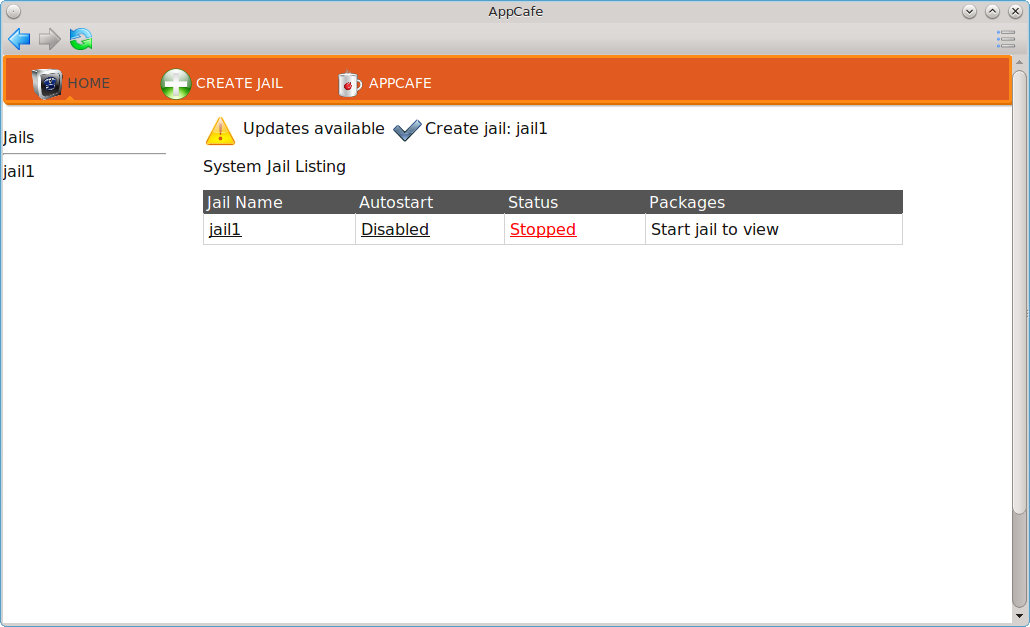 AppCafe
HOME CREATE JAIL APPCAFE
Jails
jail1
Updates available Create jail: jail1
System Jail Listing
Jail Name Autostart Status Packages
jail1 Disabled Stopped Start jail to view